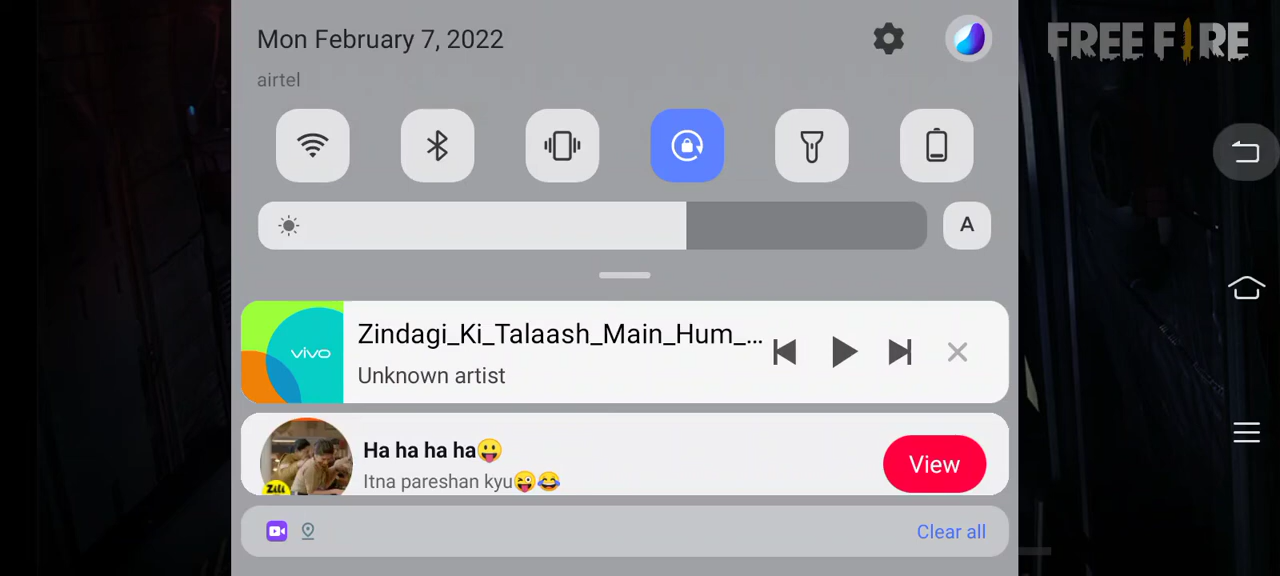 Mon February 7, 2022
FREE FIRE
airtel
A
vivo
Zindagi_Ki_Talaash_Main_Hum_...
Unknown artist
Ha ha ha ha😛
Itna pareshan kyu😜😂
Zili
View
Clear all